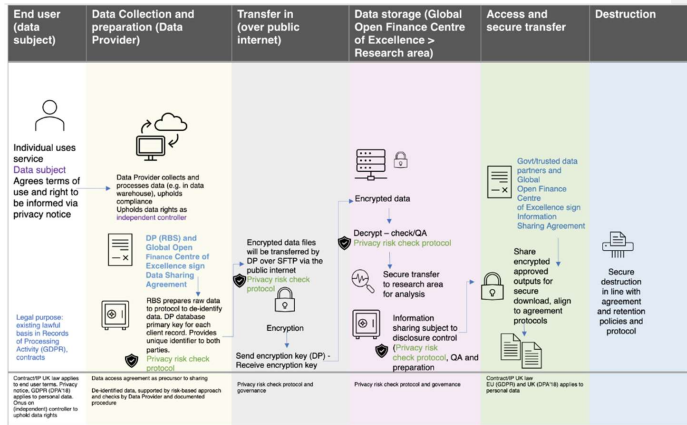 End user
(data
subject)
Data Collection and
preparation (Data
Provider)
Transfer in
(over public
internet)
Data storage (Global
Open Finance Centre
of Excellence >
Research area)
Access and
secure transfer
Destruction
Individual uses
service
Data subject
Agrees terms of
use and right to
be informed via
privacy notice
Legal purpose:
existing lawful
basis in Records
of Processing
Activity (GDPR),
contracts
Data Provider collects and
processes data (e.g. in data
warehouse), upholds
compliance
Upholds data rights as
independent controller
DP (RBS) and Global
Open Finance Centre of
Excellence sign
Data Sharing
Agreement
RBS prepares raw data
to protocol to de-identify
data. DP database
primary key for each
client record. Provides
unique identifier to both
parties.
Privacy risk check
protocol
Encrypted data files
will be transferred by
DP over SFTP via the
public internet
Privacy risk check
protocol
Encryption
Send encryption key (DP) -
Receive encryption key
Encrypted data
Decrypt – check/QA
Privacy risk check protocol
Secure transfer
to research area
for analysis
Information
sharing subject to
disclosure control
(Privacy risk
check protocol, QA and
preparation
Govt/trusted data
partners and
Global
Open Finance
Centre
of Excellence sign
Information
Sharing Agreement
Share
encrypted
approved
outputs for
secure
download, align
to agreement
protocols
Secure
destruction
in line with
agreement
and retention
policies and
protocol
Contract/IP UK law applies
to end user terms. Privacy
notice, GDPR (DPA'18)
applies to personal data.
Onus on
(independent) controller to
uphold data rights
Data access agreement as precursor to sharing
De-identified data, supported by risk-based approach
and checks by Data Provider and documented
procedure
Privacy risk check protocol and
governance
Privacy risk check protocol and governance
Contract/IP UK law
EU (GDPR) and UK (DPA'18) applies to
personal data